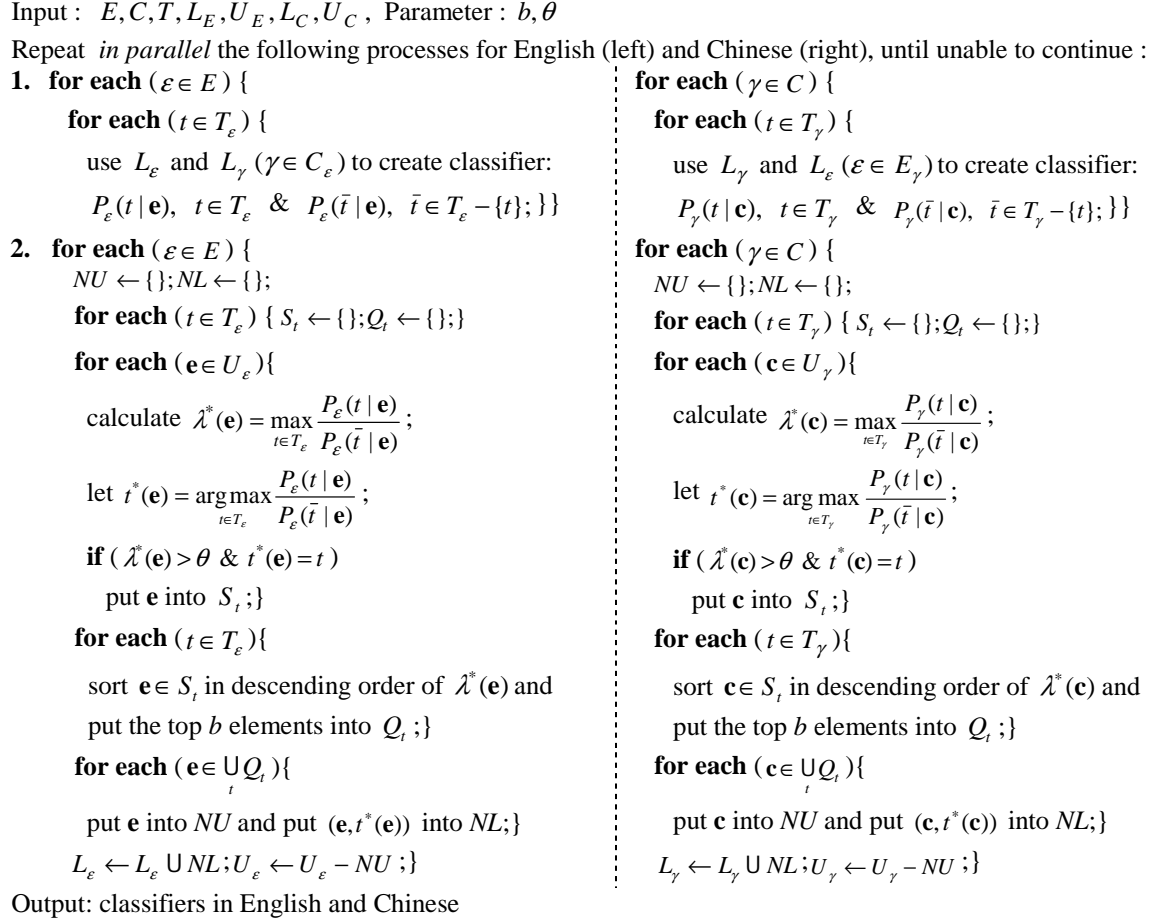 Input : E, C, T, L_E, U_E, L_C, U_C , Parameter : b, θ
Repeat in parallel the following processes for English (left) and Chinese (right), until unable to continue :
1. for each ( ε ∈ E ) {
for each ( t ∈ T_ε ) {
use L_ε and L_γ ( γ ∈ C_ε ) to create classifier:
P_ε(t | e), t ∈ T_ε & P_ε(t̄ | e), t̄ ∈ T_ε − {t}; }}
2. for each ( ε ∈ E ) {
NU ← {}; NL ← {};
for each ( t ∈ T_ε ) { S_t ← {}; Q_t ← {};}
for each ( e ∈ U_ε ){
calculate λ*(e) = max_{t∈T_ε} P_ε(t | e) / P_ε(t̄ | e) ;
let t*(e) = arg max_{t∈T_ε} P_ε(t | e) / P_ε(t̄ | e) ;
if ( λ*(e) > θ & t*(e) = t )
put e into S_t ;}
for each ( t ∈ T_ε ){
sort e ∈ S_t in descending order of λ*(e) and
put the top b elements into Q_t ;}
for each ( e ∈ ∪_t Q_t ){
put e into NU and put (e, t*(e)) into NL;}
L_ε ← L_ε ∪ NL; U_ε ← U_ε − NU ;}
for each ( γ ∈ C ) {
for each ( t ∈ T_γ ) {
use L_γ and L_ε ( ε ∈ E_γ ) to create classifier:
P_γ(t | c), t ∈ T_γ & P_γ(t̄ | c), t̄ ∈ T_γ − {t}; }}
for each ( γ ∈ C ) {
NU ← {}; NL ← {};
for each ( t ∈ T_γ ) { S_t ← {}; Q_t ← {};}
for each ( c ∈ U_γ ){
calculate λ*(c) = max_{t∈T_γ} P_γ(t | c) / P_γ(t̄ | c) ;
let t*(c) = arg max_{t∈T_γ} P_γ(t | c) / P_γ(t̄ | c) ;
if ( λ*(c) > θ & t*(c) = t )
put c into S_t ;}
for each ( t ∈ T_γ ){
sort c ∈ S_t in descending order of λ*(c) and
put the top b elements into Q_t ;}
for each ( c ∈ ∪_t Q_t ){
put c into NU and put (c, t*(c)) into NL;}
L_γ ← L_γ ∪ NL; U_γ ← U_γ − NU ;}
Output: classifiers in English and Chinese